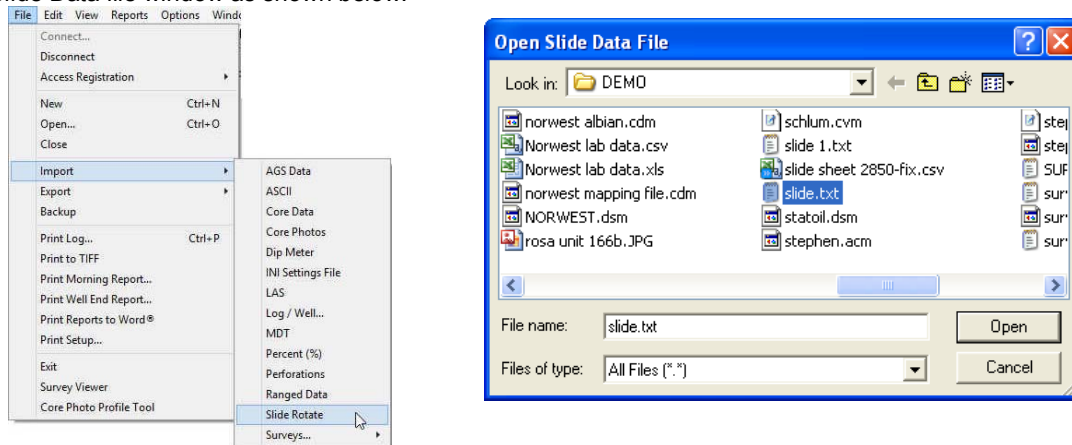 Data file window as shown below
File Edit View Reports Options
Connect...
Disconnect
Access Registration
New Ctrl+N
Open... Ctrl+O
Close
Import
Export
Backup
Print Log... Ctrl+P
Print to TIFF
Print Morning Report...
Print Well End Report...
Print Reports to Word®
Print Setup...
Exit
Survey Viewer
Core Photo Profile Tool
AGS Data
ASCII
Core Data
Core Photos
Dip Meter
INI Settings File
LAS
Log / Well...
MDT
Percent (%)
Perforations
Ranged Data
Slide Rotate
Surveys...
Open Slide Data File
Look in: DEMO
norwest albian.cdm
Norwest lab data.csv
Norwest lab data.xls
norwest mapping file.cdm
NORWEST.dsm
rosa unit 166b.JPG
schlum.cvm
slide 1.txt
slide sheet 2850-fix.csv
slide.txt
statoil.dsm
stephen.acm
File name: slide.txt Open
Files of type: All Files (*.*) Cancel